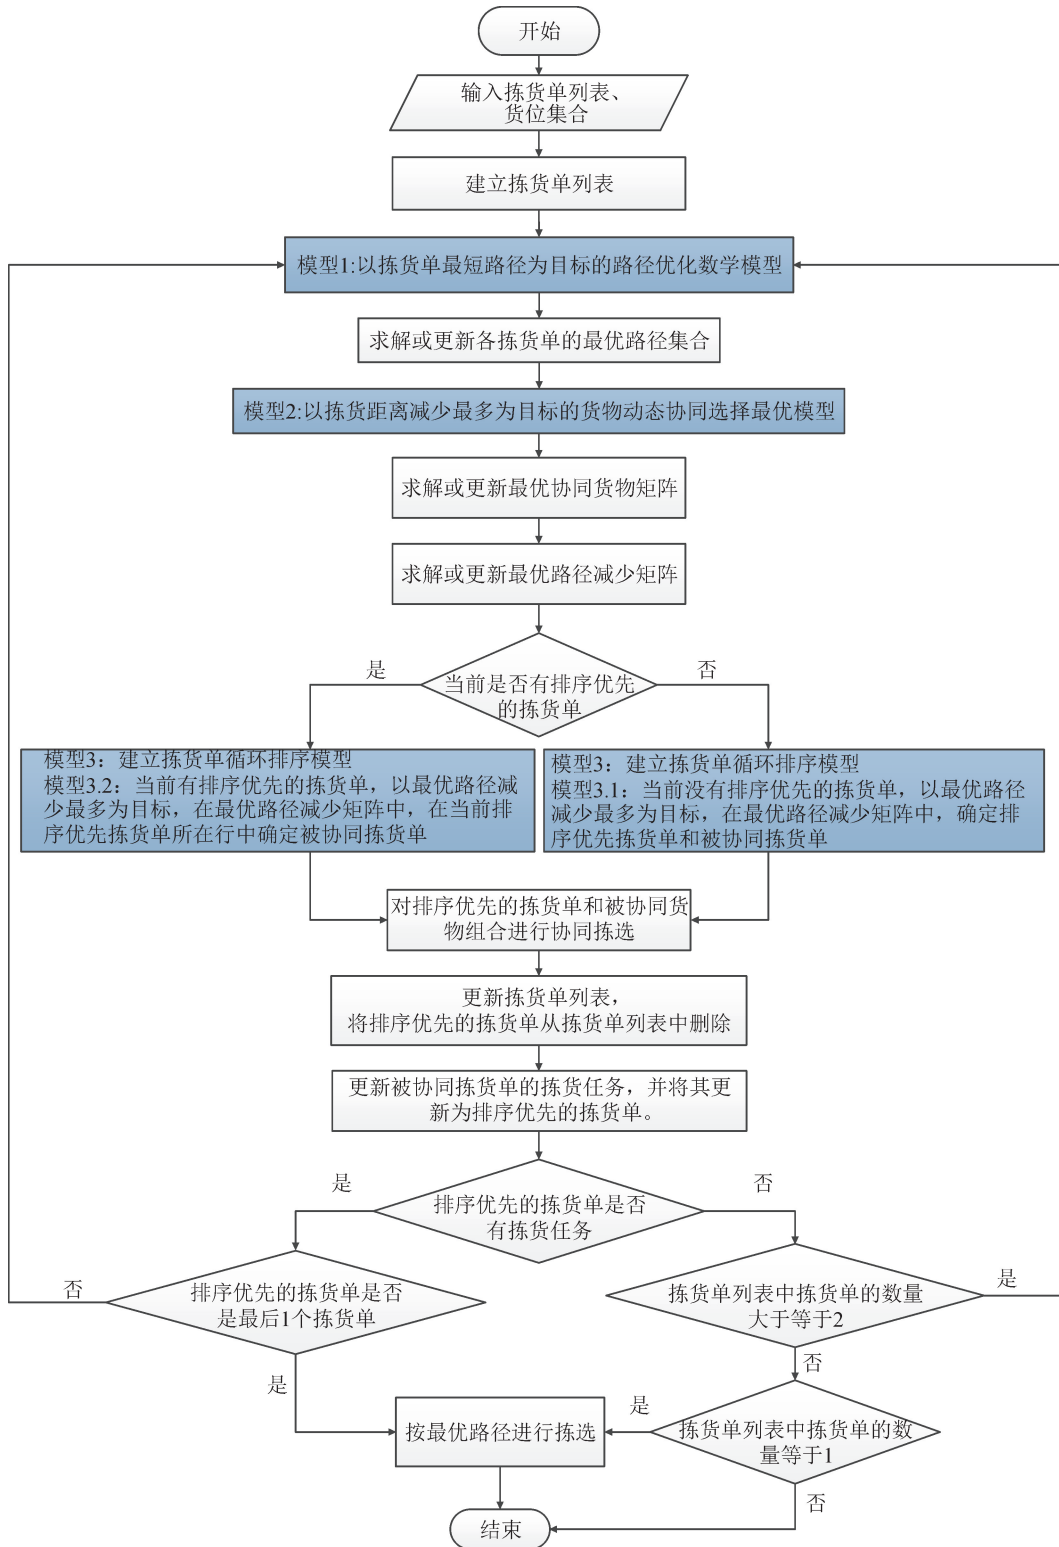 开始
输入拣货单列表、
货位集合
建立拣货单列表
模型1:以拣货单最短路径为目标的路径优化数学模型
求解或更新各拣货单的最优路径集合
模型2:以拣货距离减少最多为目标的货物动态协同选择最优模型
求解或更新最优协同货物矩阵
求解或更新最优路径减少矩阵
是
否
当前是否有排序优先
的拣货单
模型3：建立拣货单循环排序模型
模型3.2：当前有排序优先的拣货单，以最优路径减
少最多为目标，在最优路径减少矩阵中，在当前排
序优先拣货单所在行中确定被协同拣货单
模型3：建立拣货单循环排序模型
模型3.1：当前没有排序优先的拣货单，以最优路径
减少最多为目标，在最优路径减少矩阵中，确定排
序优先拣货单和被协同拣货单
对排序优先的拣货单和被协同货
物组合进行协同拣选
更新拣货单列表，
将排序优先的拣货单从拣货单列表中删除
更新被协同拣货单的拣货任务，并将其更
新为排序优先的拣货单。
是
否
排序优先的拣货单是否
有拣货任务
否
排序优先的拣货单是否
是最后1个拣货单
拣货单列表中拣货单的数量
大于等于2
是
否
是
是
按最优路径进行拣选
拣货单列表中拣货单的数
量等于1
否
结束